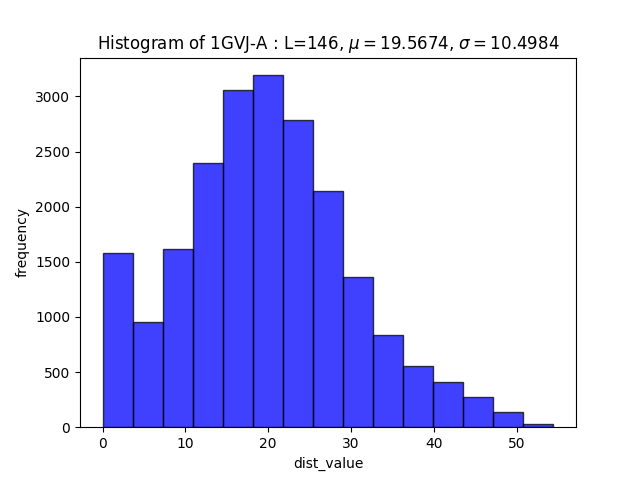 Histogram of 1GVJ-A : L=146, μ = 19.5674, σ = 10.4984
3000
2500
2000
1500
1000
500
0
frequency
0 10 20 30 40 50
dist_value